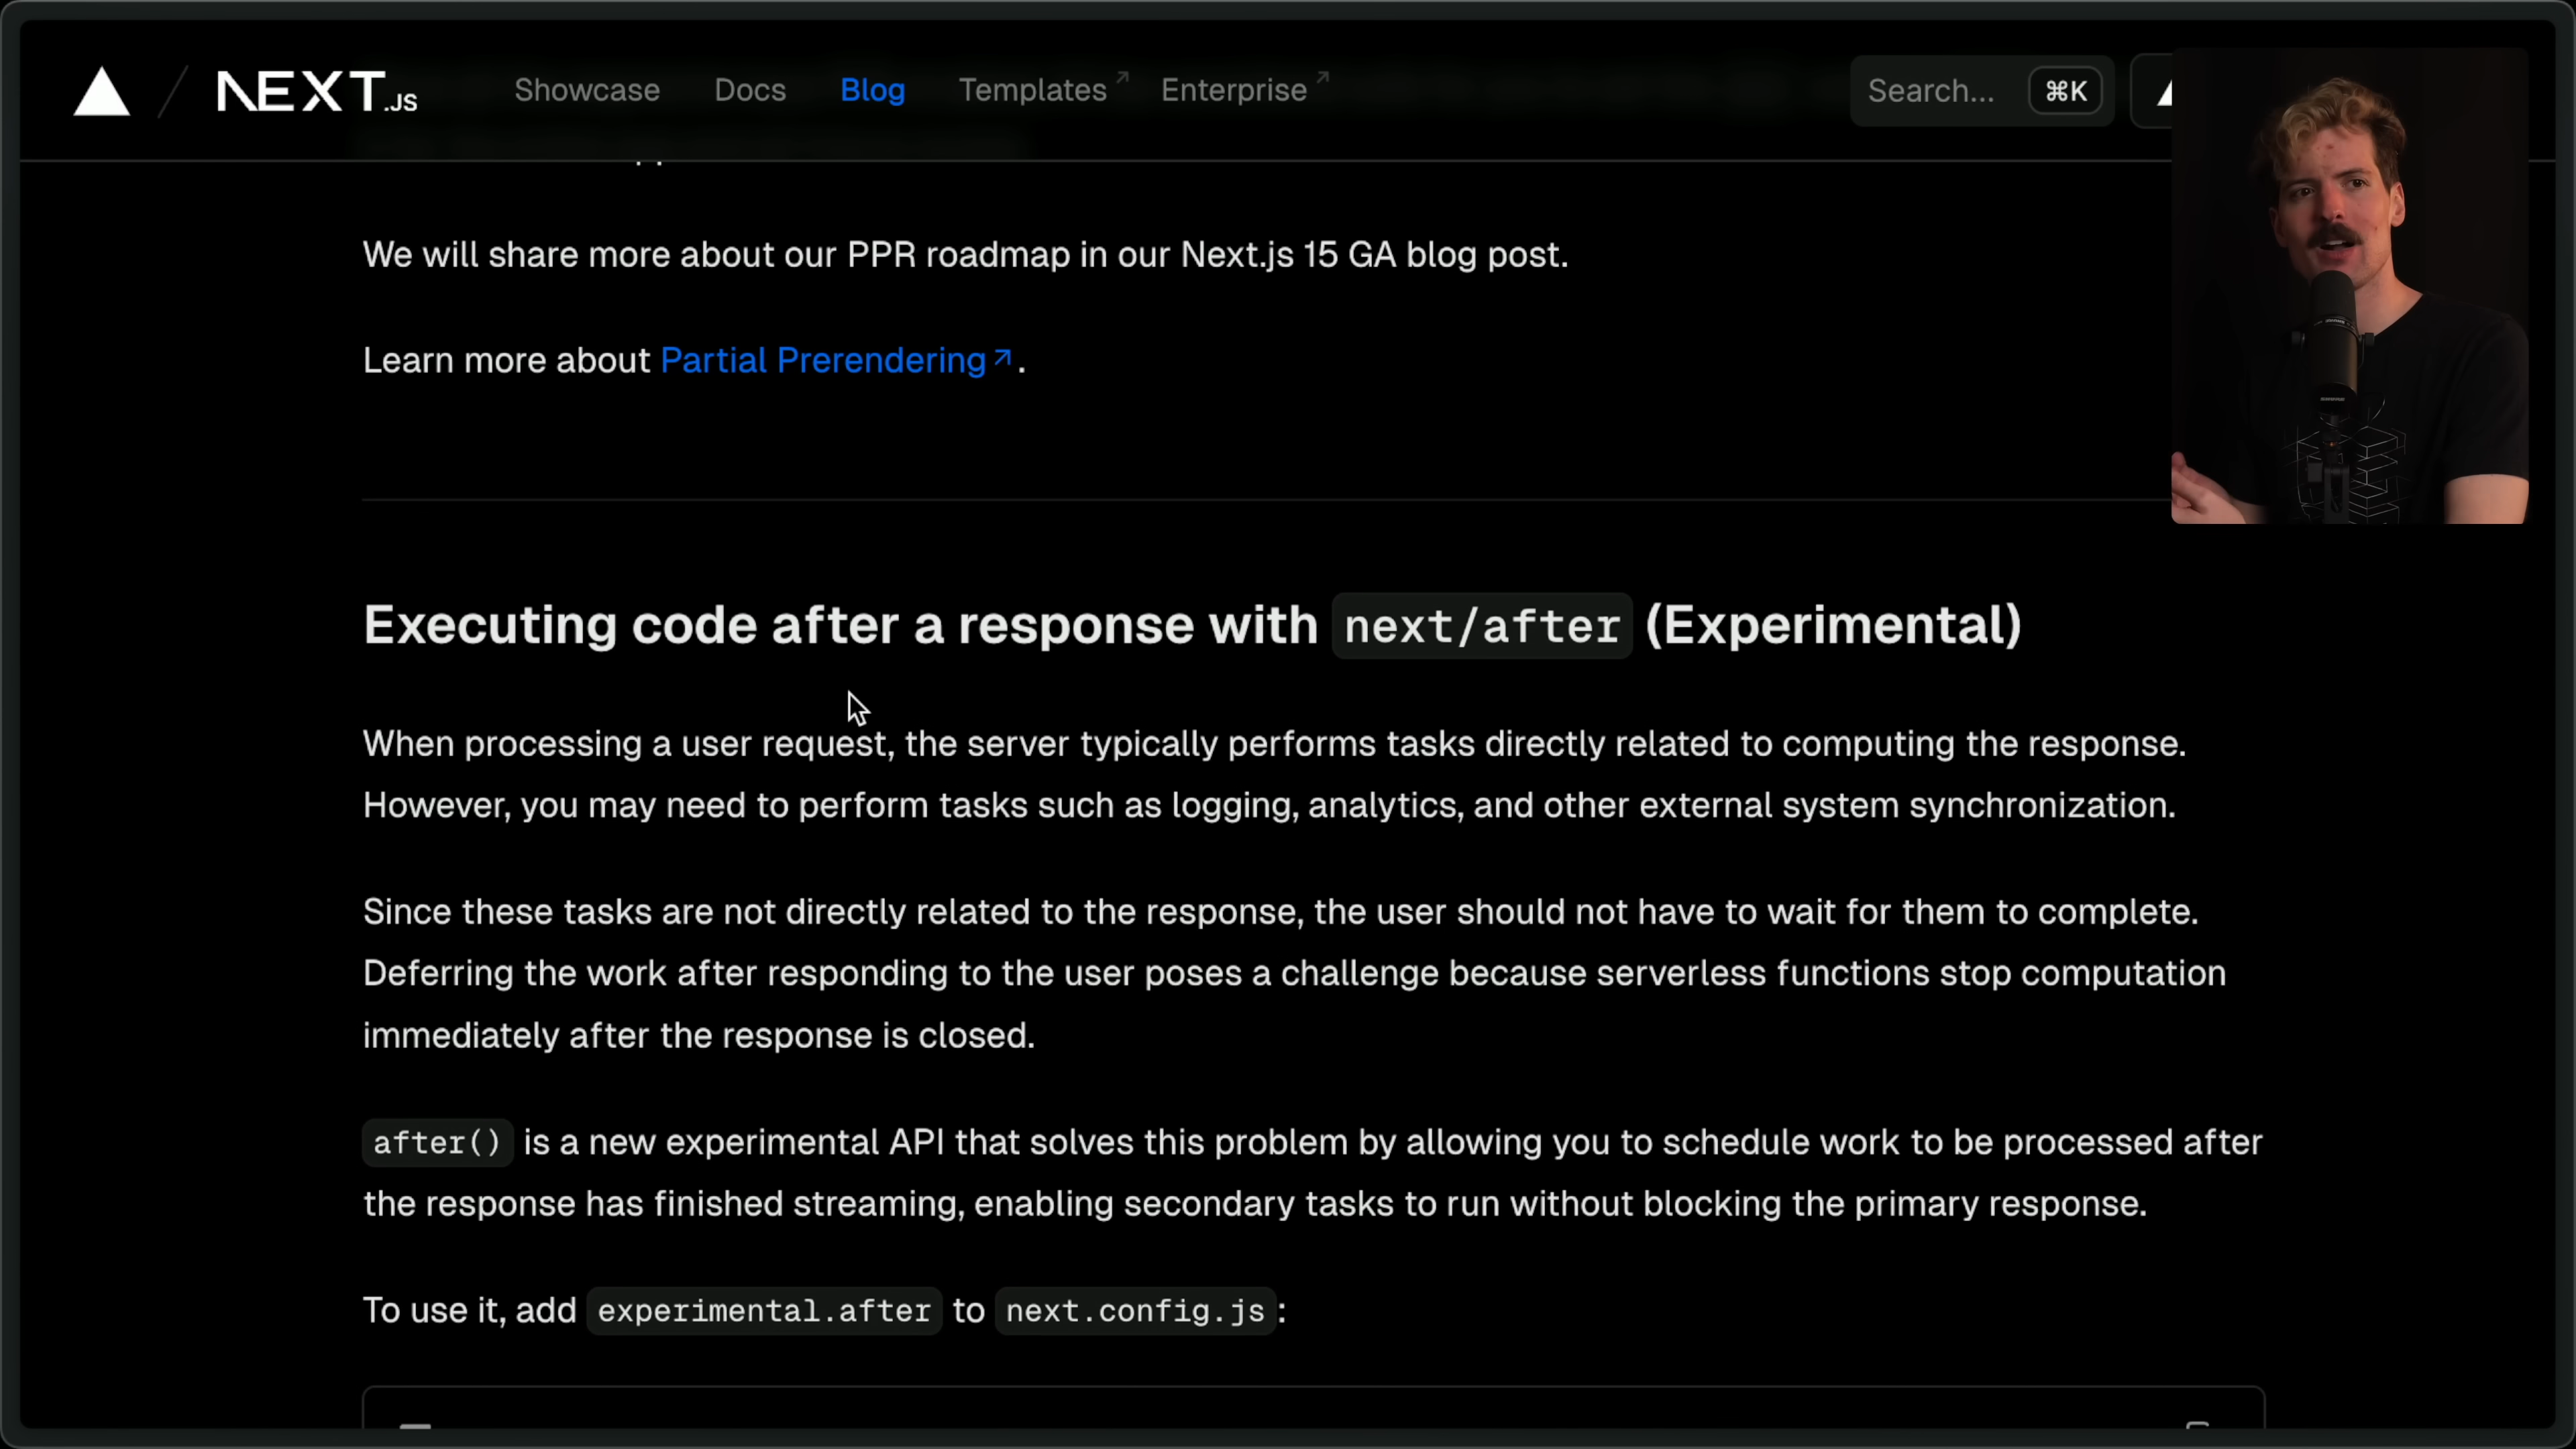 NEXT.JS
Showcase Docs Blog Templates Enterprise
Search... ⌘K
We will share more about our PPR roadmap in our Next.js 15 GA blog post.
Learn more about Partial Prerendering.
Executing code after a response with next/after (Experimental)
When processing a user request, the server typically performs tasks directly related to computing the response.
However, you may need to perform tasks such as logging, analytics, and other external system synchronization.
Since these tasks are not directly related to the response, the user should not have to wait for them to complete.
Deferring the work after responding to the user poses a challenge because serverless functions stop computation
immediately after the response is closed.
after() is a new experimental API that solves this problem by allowing you to schedule work to be processed after
the response has finished streaming, enabling secondary tasks to run without blocking the primary response.
To use it, add experimental.after to next.config.js: